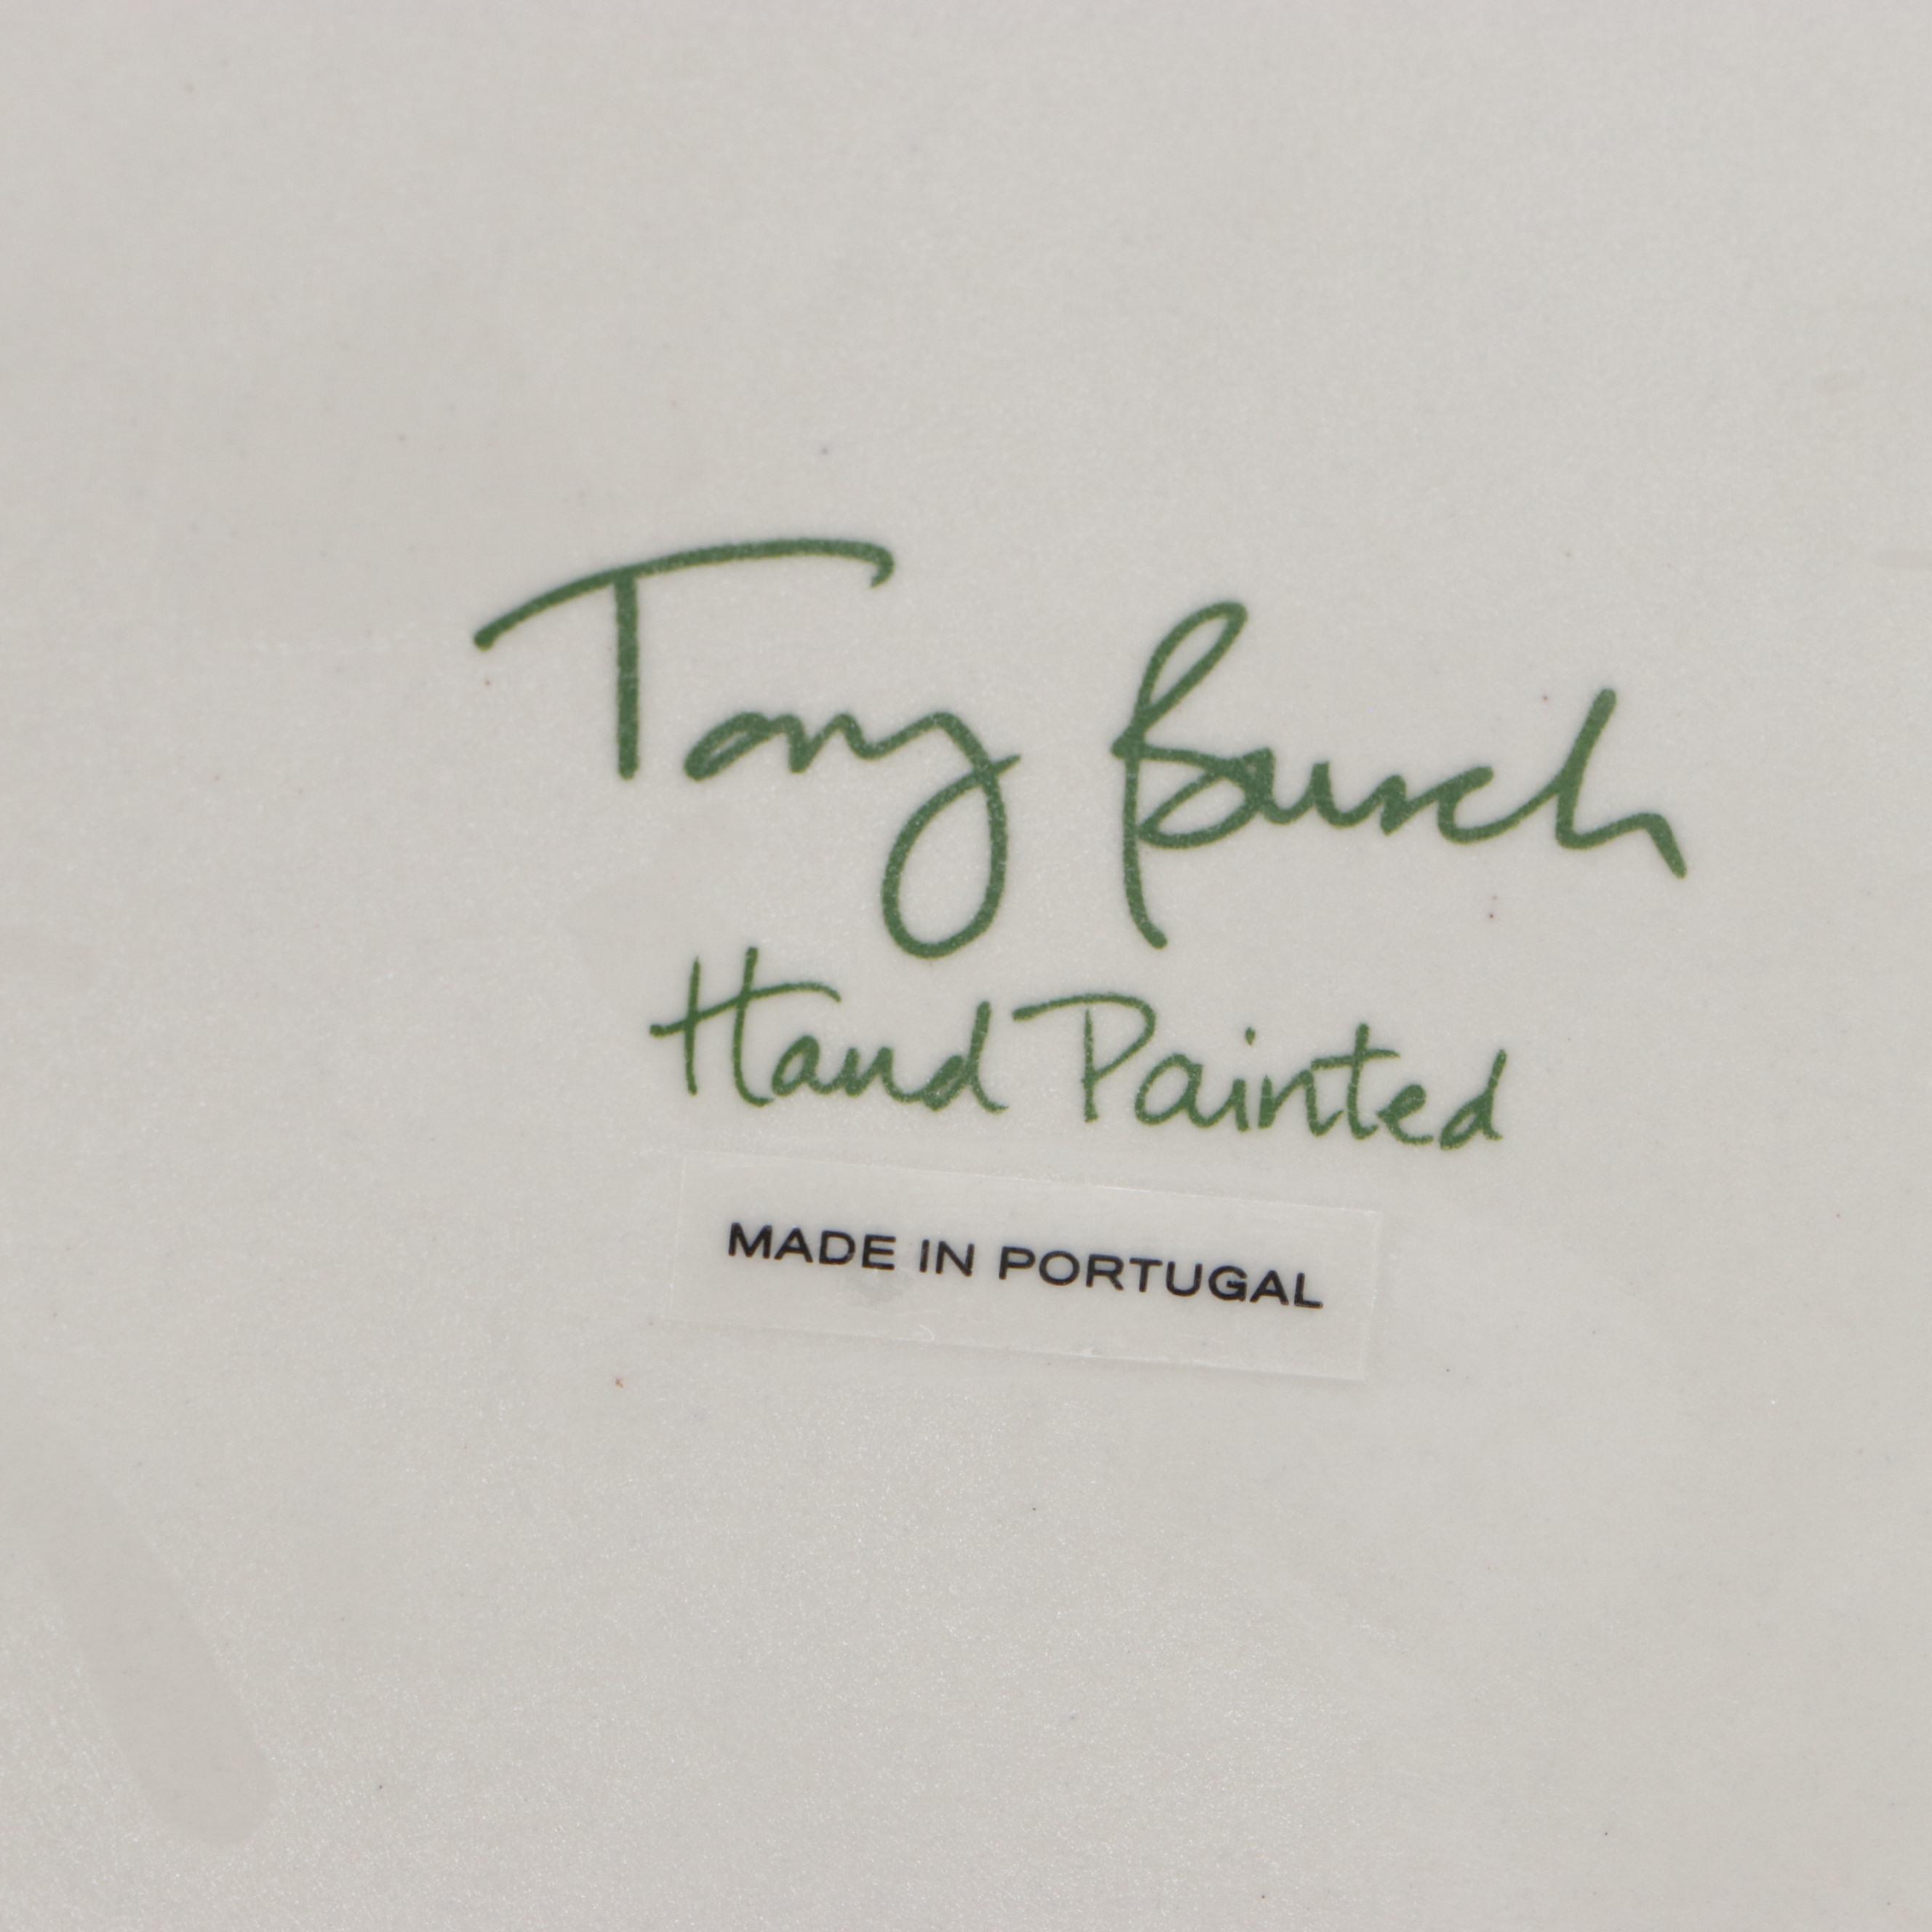 Tory Burch
Hand Painted
MADE IN PORTUGAL